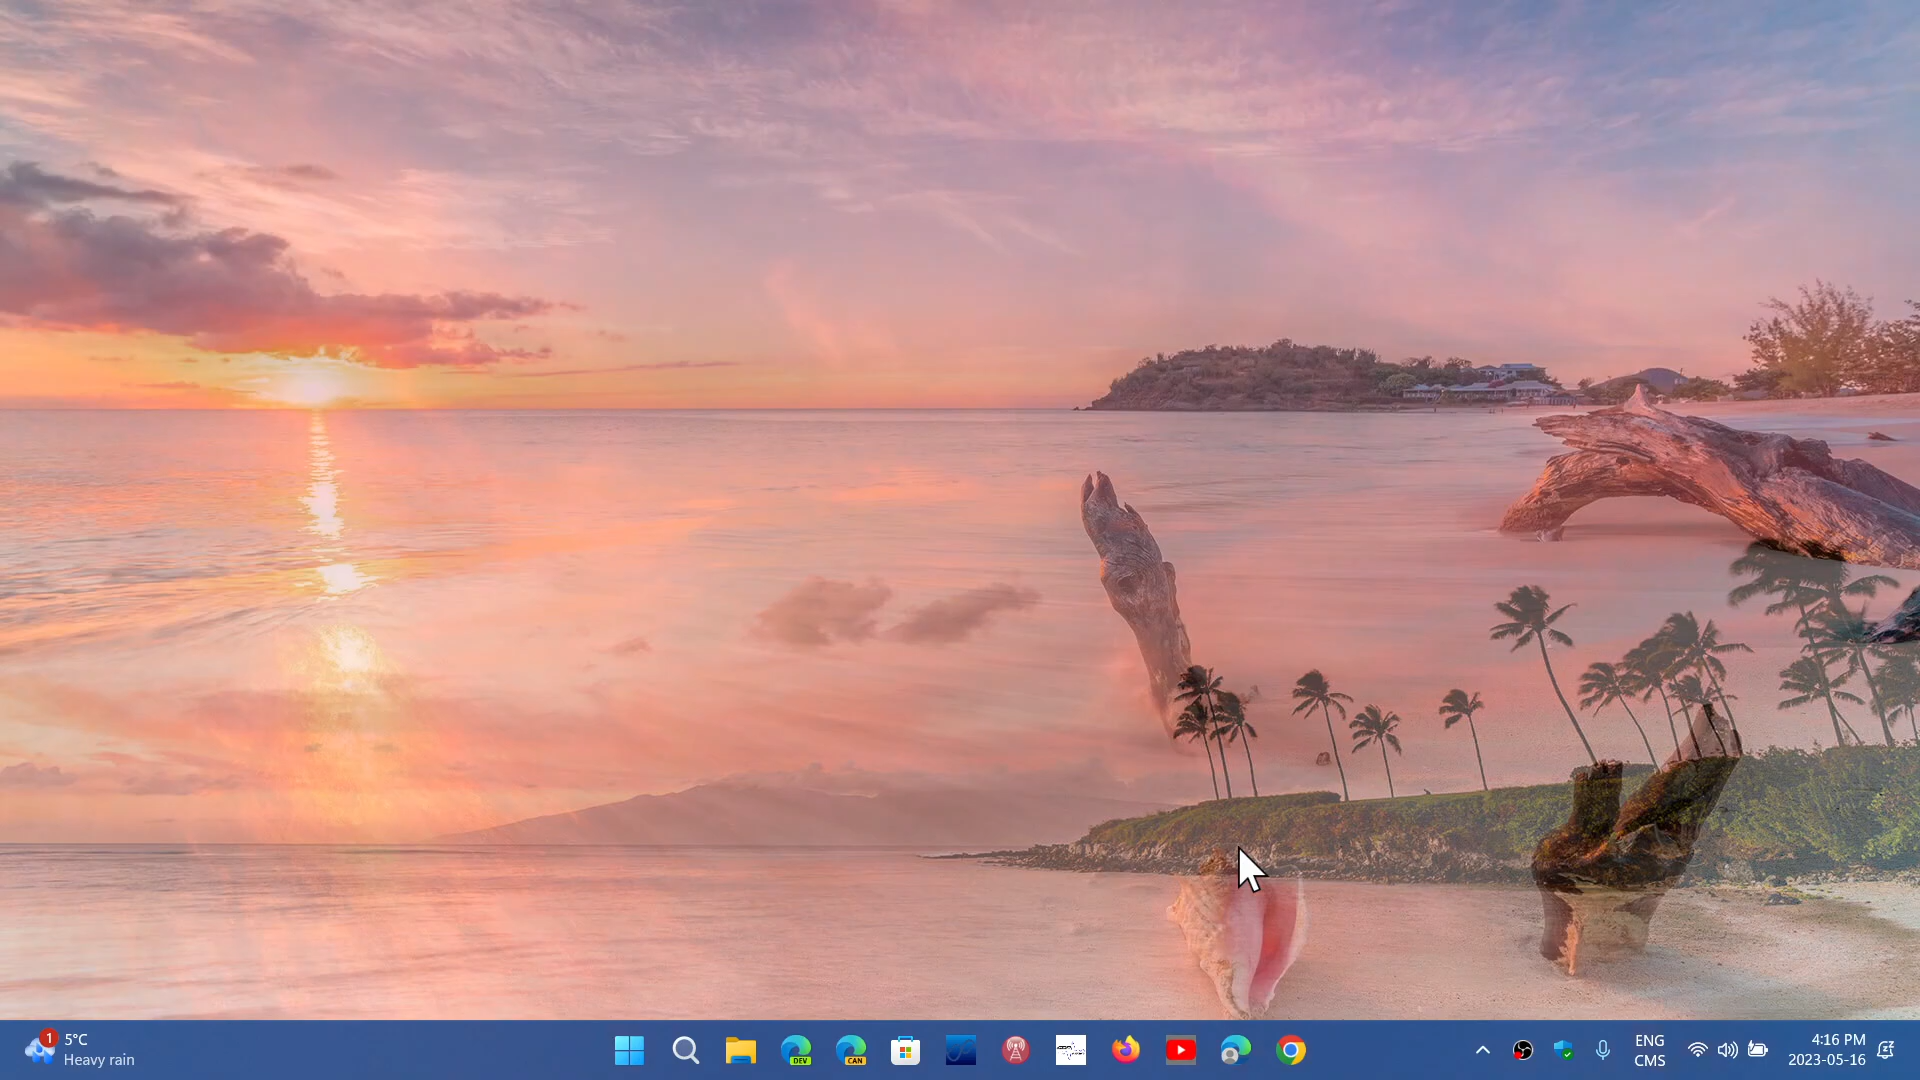 1
5°C
Heavy rain
DEV
CAN
ENG
CMS
4:16 PM
2023-05-16